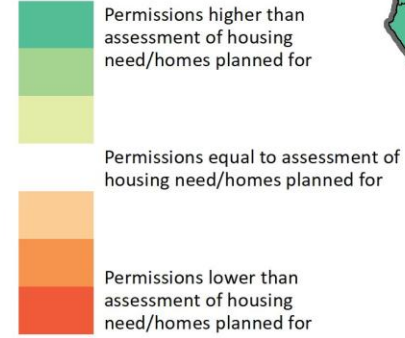 Permissions higher than
assessment of housing
need/homes planned for
Permissions equal to assessment of
housing need/homes planned for
Permissions lower than
assessment of housing
need/homes planned for